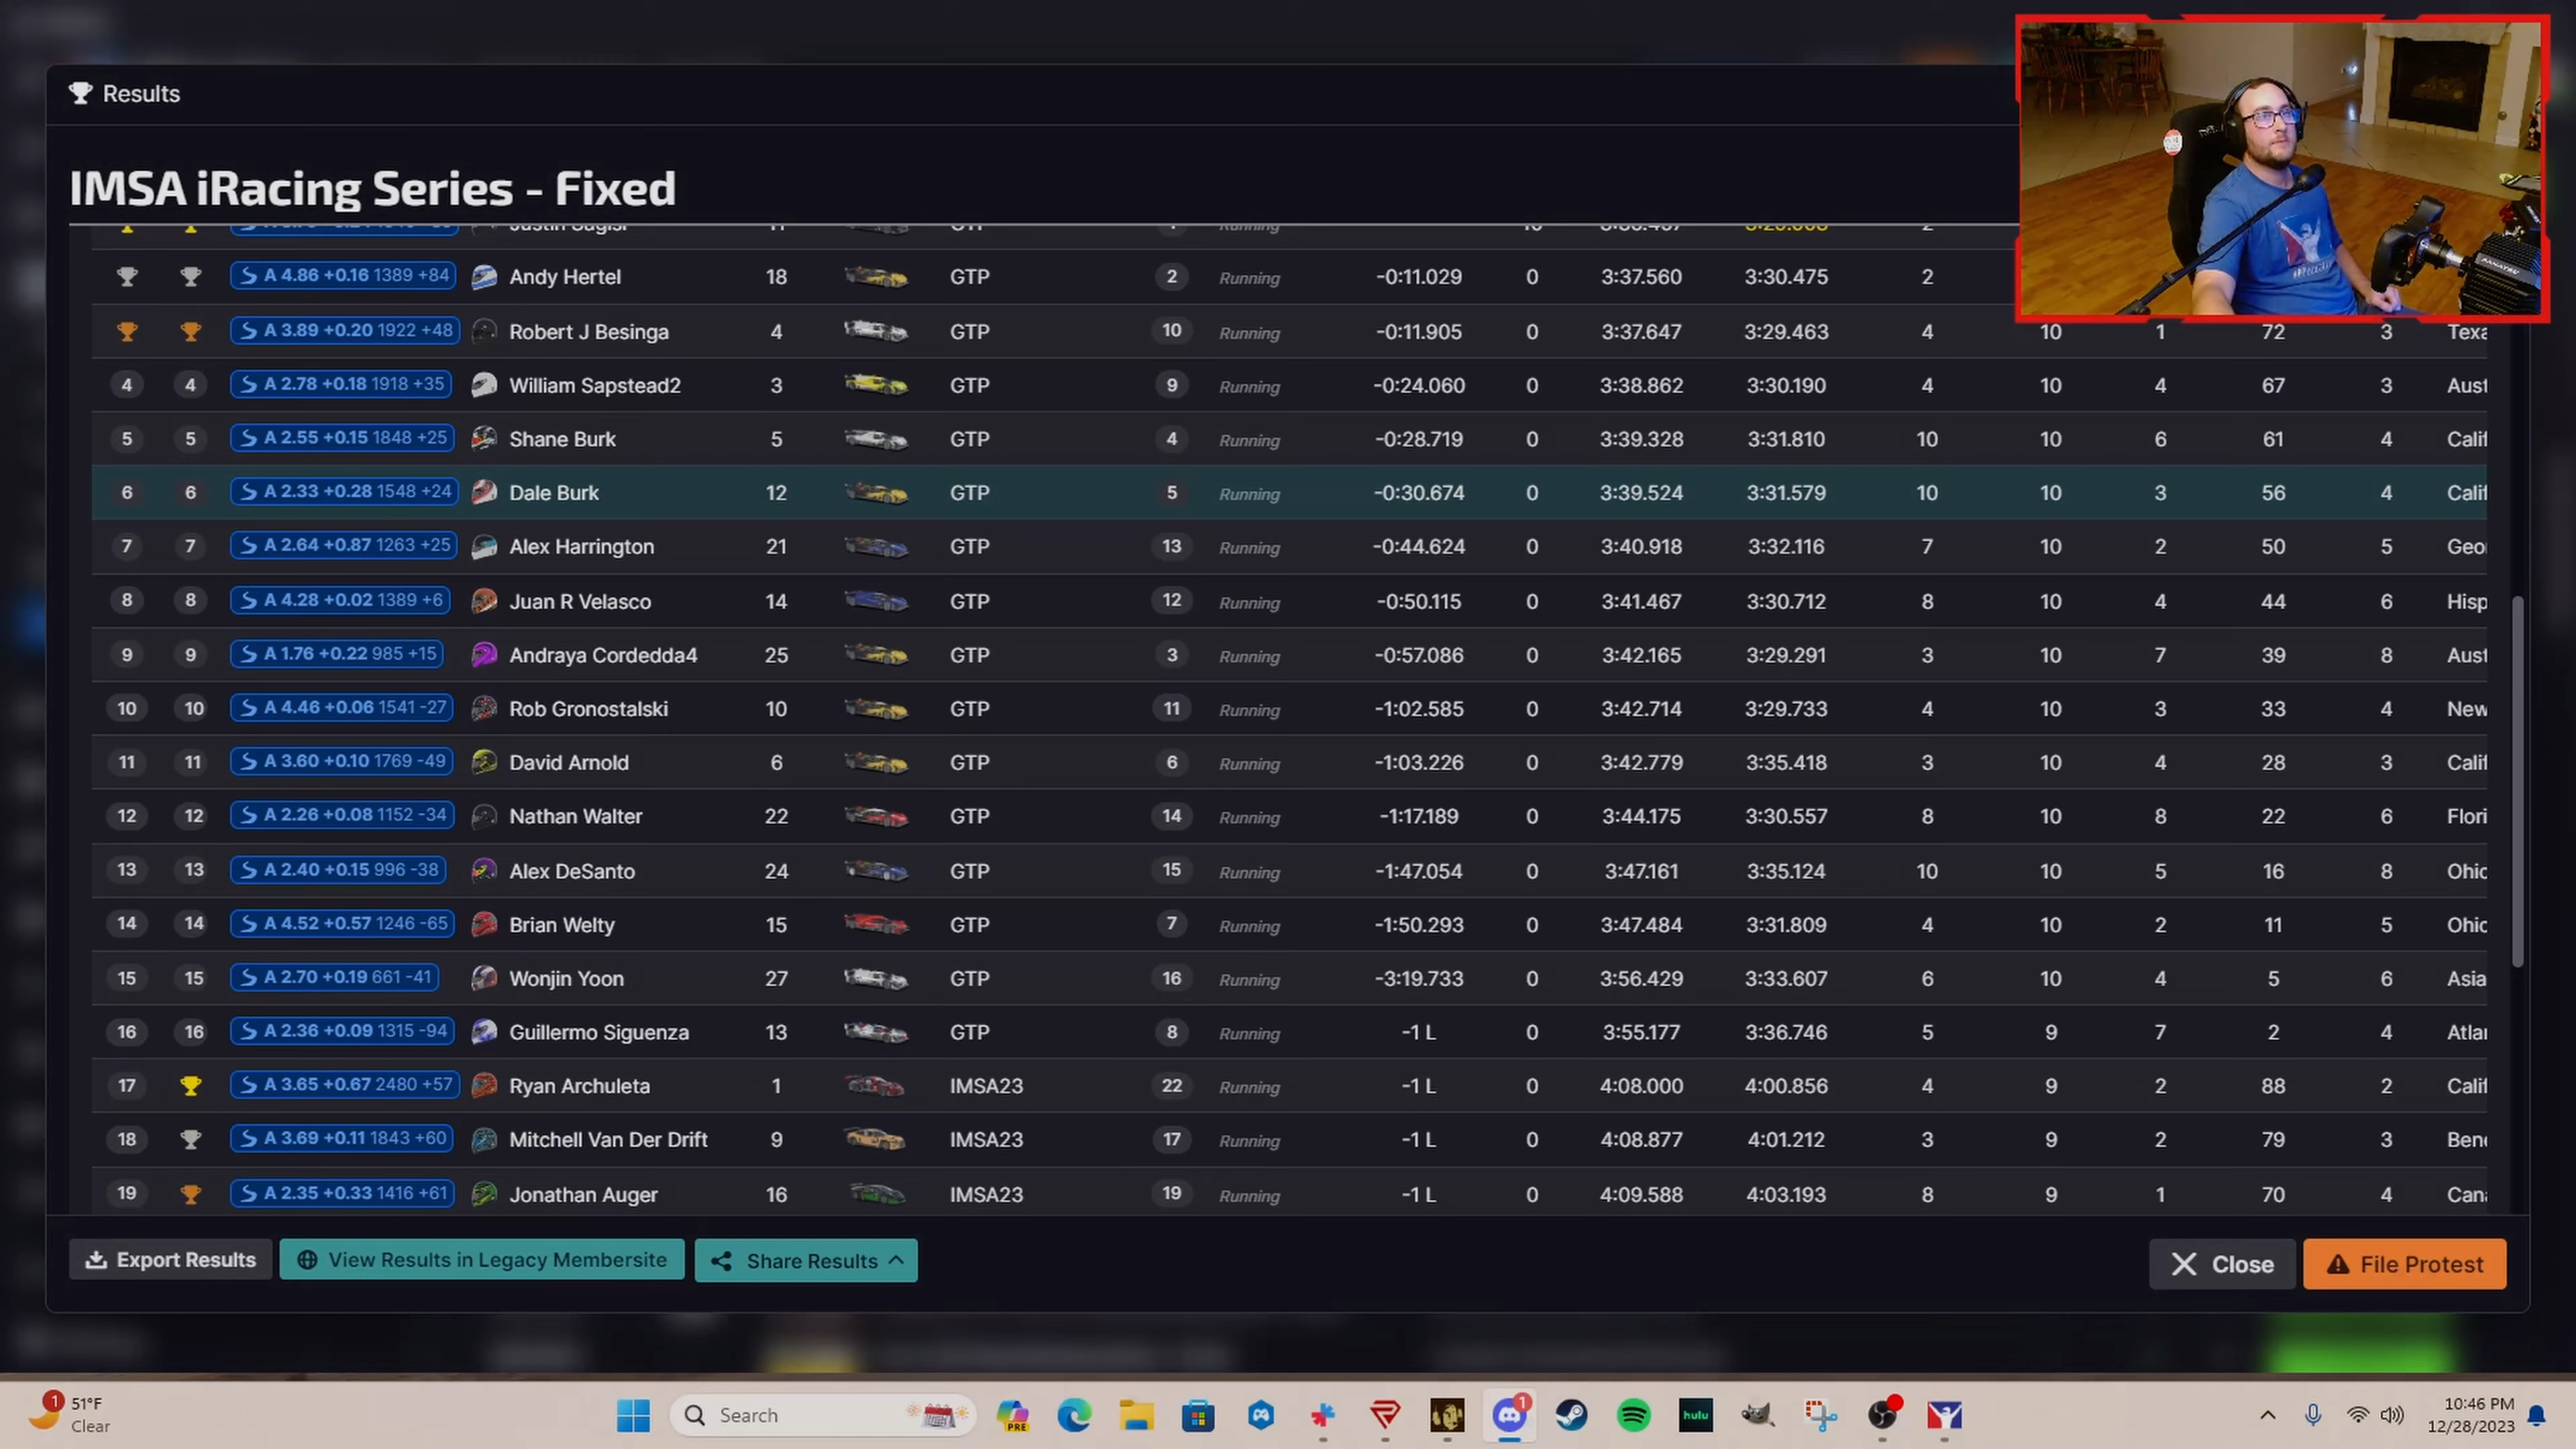 Results
IMSA iRacing Series - Fixed
Running
Andy Hertel A 4.86 +0.16 1389 +84 18 GTP 2 Running -0:11.029 0 3:37.560 3:30.475 2
A 3.89 +0.20 1922 +48 Robert J Besinga 4 GTP 10 Running -0:11.905 0 3:37.647 3:29.463 4 10 1 72 3 Texa
4 4 A 2.78 +0.18 1918 +35 William Sapstead2 3 GTP 9 Running -0:24.060 0 3:38.862 3:30.190 4 10 4 67 3 Aust
5 5 A 2.55 +0.15 1848 +25 Shane Burk 5 GTP 4 Running -0:28.719 0 3:39.328 3:31.810 10 10 6 61 4 Calif
6 6 A 2.33 +0.28 1548 +24 Dale Burk 12 GTP 5 Running -0:30.674 0 3:39.524 3:31.579 10 10 3 56 4 Calif
7 7 A 2.64 +0.87 1263 +25 Alex Harrington 21 GTP 13 Running -0:44.624 0 3:40.918 3:32.116 7 10 2 50 5 Geor
8 8 A 4.28 +0.02 1389 +6 Juan R Velasco 14 GTP 12 Running -0:50.115 0 3:41.467 3:30.712 8 10 4 44 6 Hisp
9 9 A 1.76 +0.22 985 +15 Andraya Cordedda4 25 GTP 3 Running -0:57.086 0 3:42.165 3:29.291 3 10 7 39 8 Aust
10 10 A 4.46 +0.06 1541 -27 Rob Gronostalski 10 GTP 11 Running -1:02.585 0 3:42.714 3:29.733 4 10 3 33 4 New
11 11 A 3.60 +0.10 1769 -49 David Arnold 6 GTP 6 Running -1:03.226 0 3:42.779 3:35.418 3 10 4 28 3 Calif
12 12 A 2.26 +0.08 1152 -34 Nathan Walter 22 GTP 14 Running -1:17.189 0 3:44.175 3:30.557 8 10 8 22 6 Flori
13 13 A 2.40 +0.15 996 -38 Alex DeSanto 24 GTP 15 Running -1:47.054 0 3:47.161 3:35.124 10 10 5 16 8 Ohio
14 14 A 4.52 +0.57 1246 -65 Brian Welty 15 GTP 7 Running -1:50.293 0 3:47.484 3:31.809 4 10 2 11 5 Ohio
15 15 A 2.70 +0.19 661 -41 Wonjin Yoon 27 GTP 16 Running -3:19.733 0 3:56.429 3:33.607 6 10 4 5 6 Asia
16 16 A 2.36 +0.09 1315 -94 Guillermo Siguenza 13 GTP 8 Running -1 L 0 3:55.177 3:36.746 5 9 7 2 4 Atlar
17 A 3.65 +0.67 2480 +57 Ryan Archuleta 1 IMSA23 22 Running -1 L 0 4:08.000 4:00.856 4 9 2 88 2 Calif
18 A 3.69 +0.11 1843 +60 Mitchell Van Der Drift 9 IMSA23 17 Running -1 L 0 4:08.877 4:01.212 3 9 2 79 3 Bene
19 A 2.35 +0.33 1416 +61 Jonathan Auger 16 IMSA23 19 Running -1 L 0 4:09.588 4:03.193 8 9 1 70 4 Cana
Export Results View Results in Legacy Membersite Share Results Close File Protest
1 51°F
Clear
Search PRE hulu 1
10:46 PM
12/28/2023